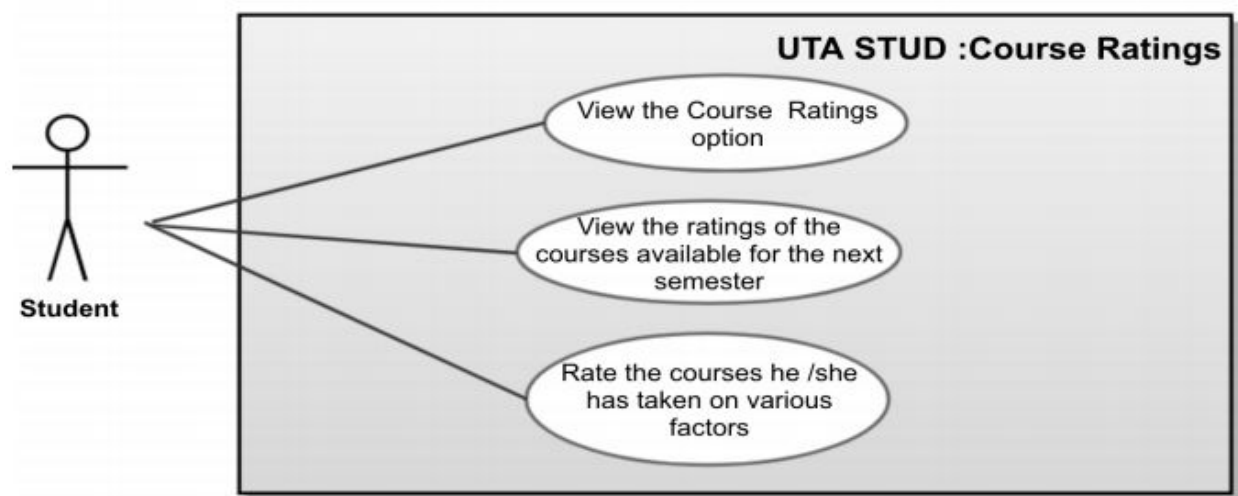 UTA STUD :Course Ratings
View the Course Ratings
option
View the ratings of the
courses available for the next
semester
Student
Rate the courses he /she
has taken on various
factors